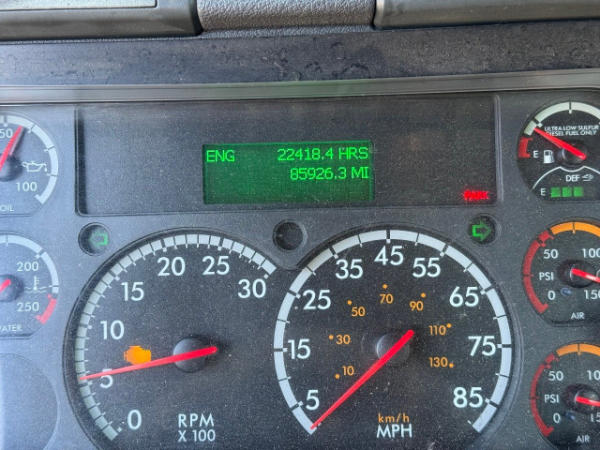 ENG 22418.4 HRS
85926.3 MI
50
100
OIL
200
250
WATER
0
5
10
15
20
25
30
RPM
X 100
5
15
25
35
45
55
65
75
85
10
30
50
70
90
110
130
km/h
MPH
ULTRA-LOW SULFUR
DIESEL FUEL ONLY
E
DEF
E
50
100
PSI
0
150
AIR
50
100
PSI
0
15
AIR